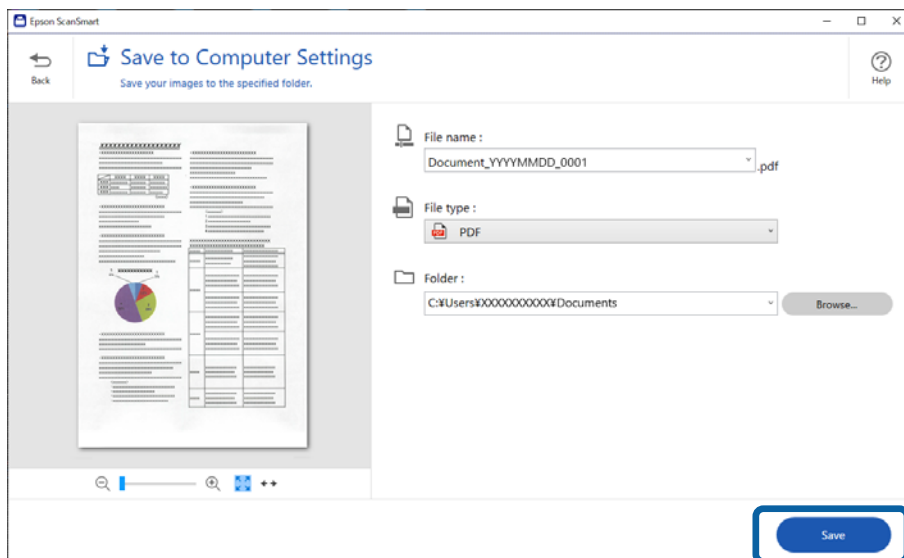 Epson ScanSmart
Back
Save to Computer Settings
Save your images to the specified folder.
Help
File name :
Document_YYYYMMDD_0001
.pdf
File type :
PDF
Folder :
C:¥Users¥XXXXXXXXXX¥Documents
Browse...
Save